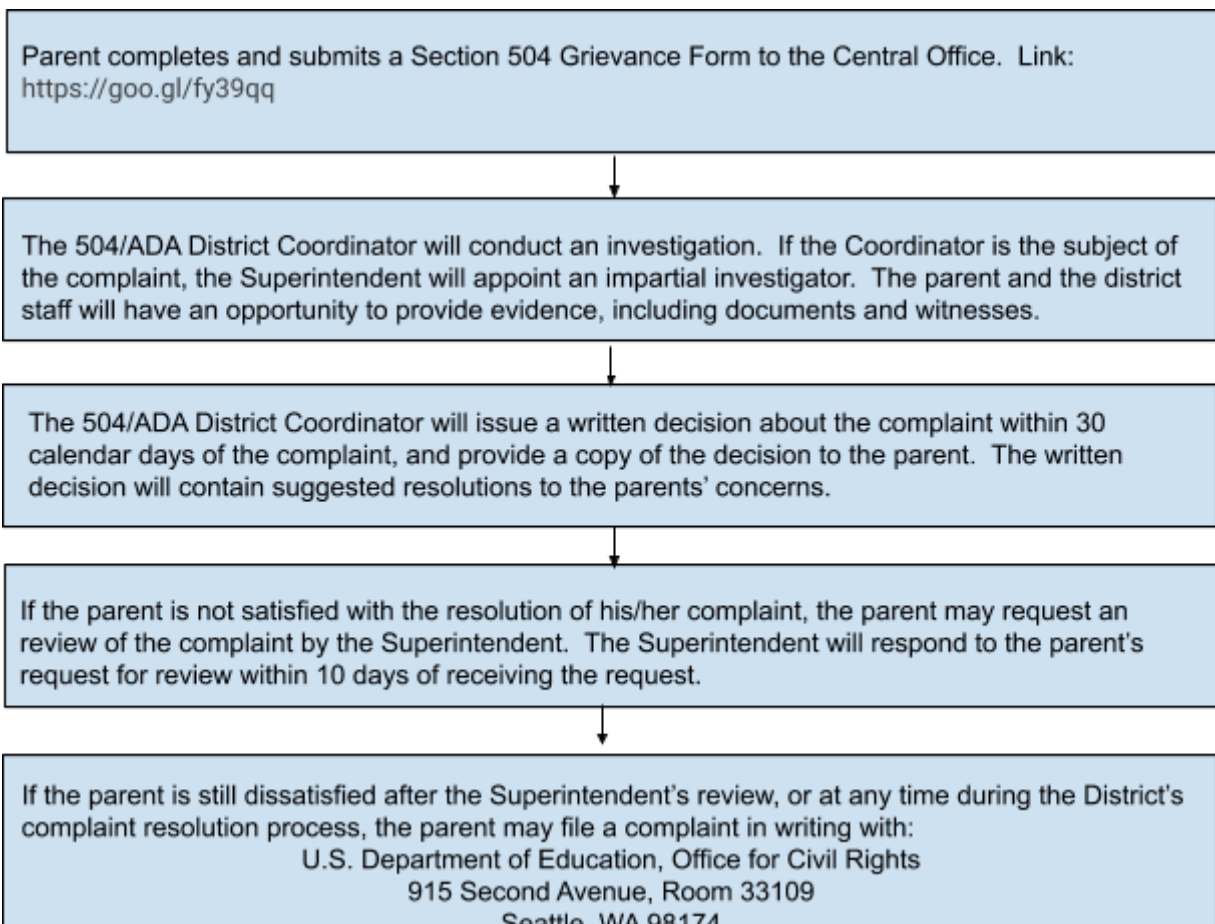 Parent completes and submits a Section 504 Grievance Form to the Central Office.  Link:
https://goo.gl/fy39qq
The 504/ADA District Coordinator will conduct an investigation.  If the Coordinator is the subject of
the complaint, the Superintendent will appoint an impartial investigator.  The parent and the district
staff will have an opportunity to provide evidence, including documents and witnesses.
The 504/ADA District Coordinator will issue a written decision about the complaint within 30
calendar days of the complaint, and provide a copy of the decision to the parent.  The written
decision will contain suggested resolutions to the parents’ concerns.
If the parent is not satisfied with the resolution of his/her complaint, the parent may request an
review of the complaint by the Superintendent.  The Superintendent will respond to the parent’s
request for review within 10 days of receiving the request.
If the parent is still dissatisfied after the Superintendent’s review, or at any time during the District’s
complaint resolution process, the parent may file a complaint in writing with:
U.S. Department of Education, Office for Civil Rights
915 Second Avenue, Room 33109
Seattle, WA 98174